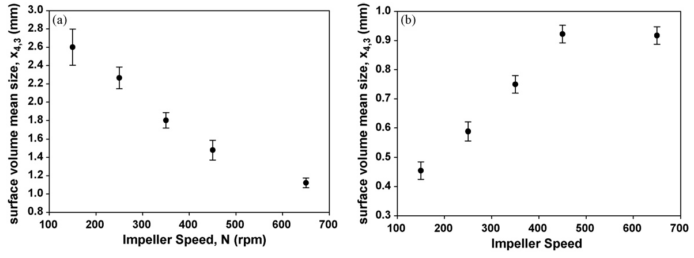 (a)
surface volume mean size, x4,3 (mm)
3.0
2.8
2.6
2.4
2.2
2.0
1.8
1.6
1.4
1.2
1.0
0.8
100 200 300 400 500 600 700
Impeller Speed, N (rpm)
(b)
surface volume mean size, x4,3 (mm)
1.0
0.9
0.8
0.7
0.6
0.5
0.4
0.3
100 200 300 400 500 600 700
Impeller Speed